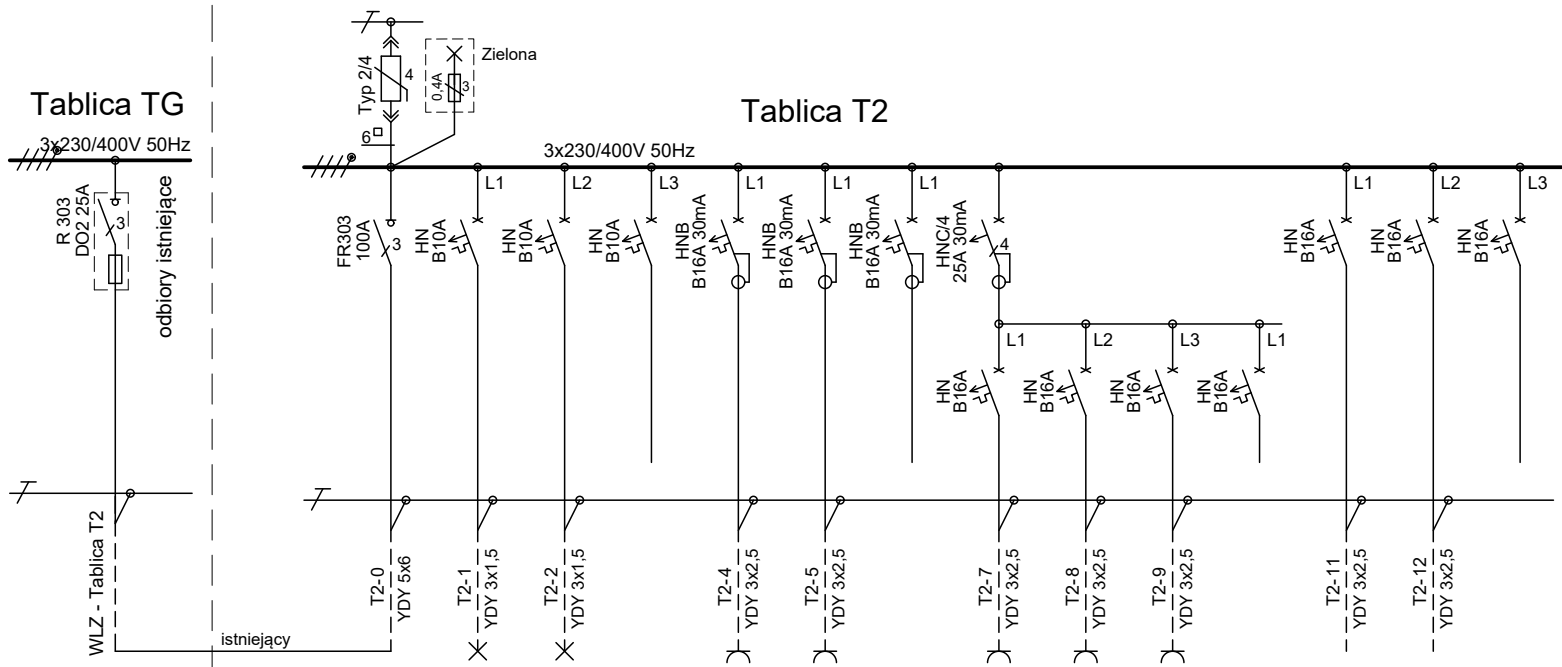 Tablica TG
3x230/400V 50Hz
R 303
DO2 25A
3
odbiory istniejące
WLZ - Tablica T2
istniejący
Typ 2/4
4
6
0,4A
3
Zielona
Tablica T2
3x230/400V 50Hz
FR303
100A
3
L1
HN
B10A
L2
HN
B10A
L3
HN
B10A
L1
HNB
B16A 30mA
L1
HNB
B16A 30mA
L1
HNB
B16A 30mA
HNC/4
25A 30mA
4
L1
HN
B16A
L2
HN
B16A
L3
HN
B16A
L1
HN
B16A
L1
HN
B16A
L2
HN
B16A
L3
HN
B16A
T2-0
YDY 5x6
T2-1
YDY 3x1,5
T2-2
YDY 3x1,5
T2-4
YDY 3x2,5
T2-5
YDY 3x2,5
T2-7
YDY 3x2,5
T2-8
YDY 3x2,5
T2-9
YDY 3x2,5
T2-11
YDY 3x2,5
T2-12
YDY 3x2,5